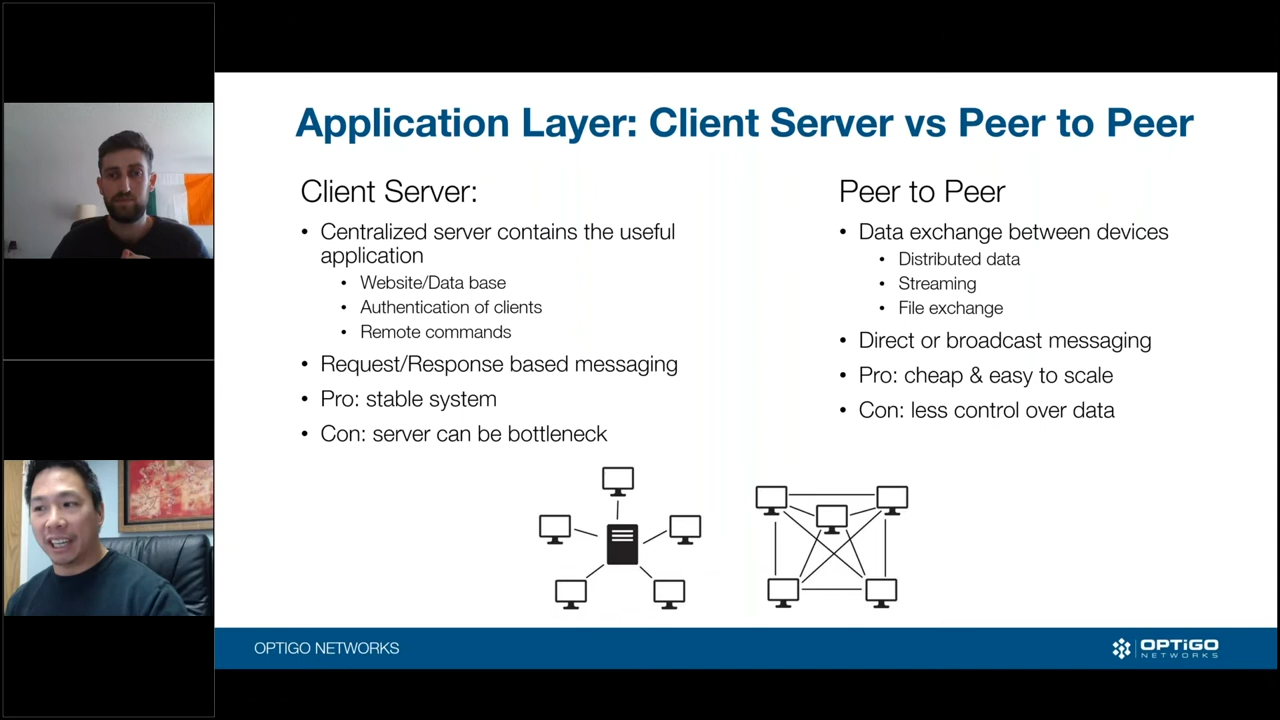 Application Layer: Client Server vs Peer to Peer
Client Server:
• Centralized server contains the useful
application
• Website/Data base
• Authentication of clients
• Remote commands
• Request/Response based messaging
• Pro: stable system
• Con: server can be bottleneck
Peer to Peer
• Data exchange between devices
• Distributed data
• Streaming
• File exchange
• Direct or broadcast messaging
• Pro: cheap & easy to scale
• Con: less control over data
OPTIGO NETWORKS
OPTiGO
NETWORKS